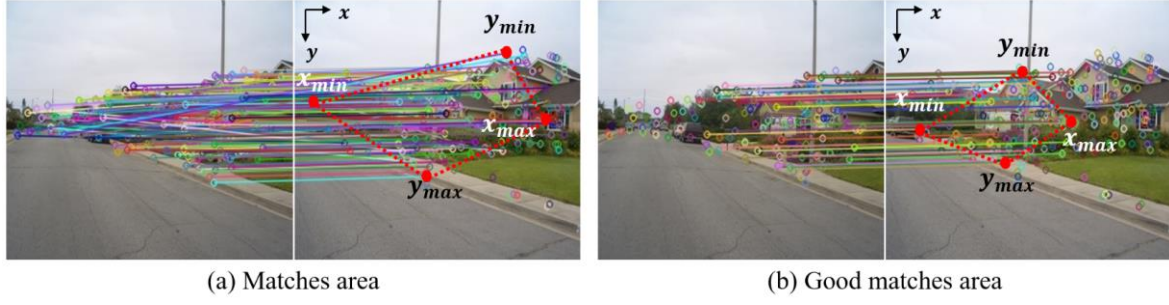 x
y
y_min
x_min
x_max
y_max
x
y
y_min
x_min
x_max
y_max
(a) Matches area
(b) Good matches area